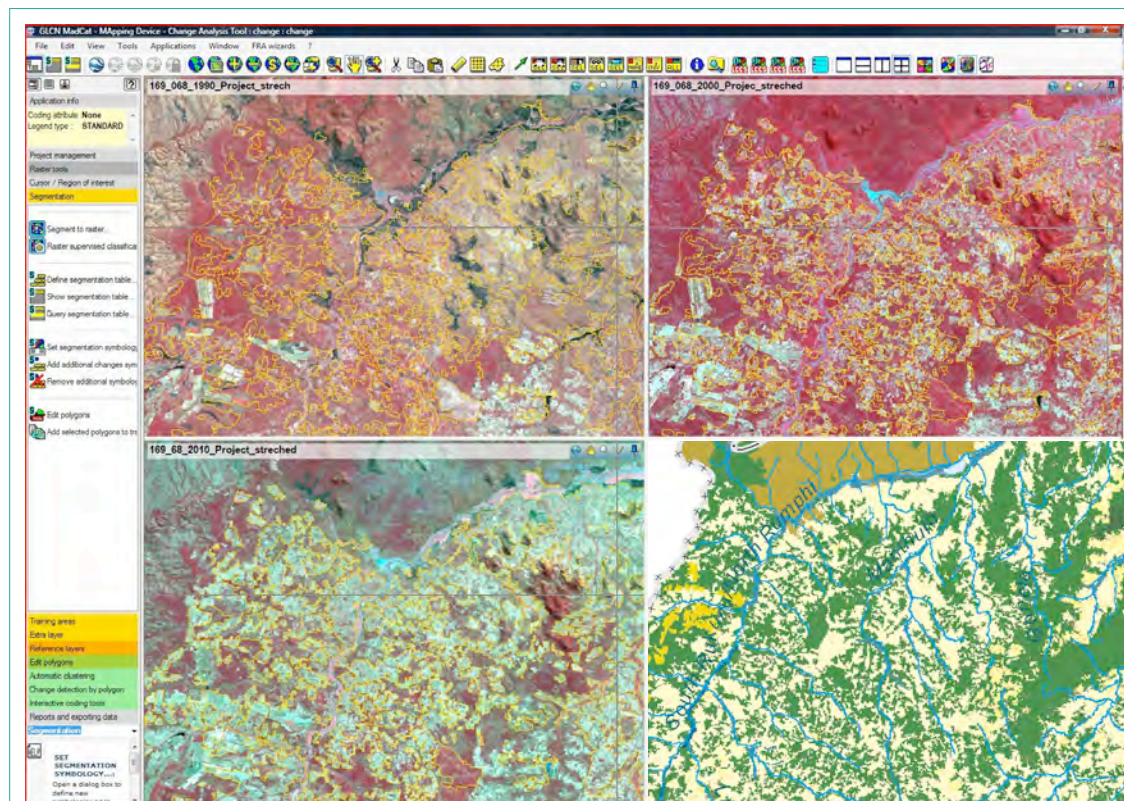 GLCN MadCat - MApping Device - Change Analysis Tool : change : change
File Edit View Tools Applications Window FRA wizards ?
Application info
Coding attribute: None
Legend type : STANDARD
Project management
Raster tools
Cursor / Region of interest
Segmentation
Segment to raster...
Raster supervised classifica
Define segmentation table...
Show segmentation table...
Query segmentation table...
Set segmentation symbology
Add additional changes sym
Remove additional symbolog
Edit polygons
Add selected polygons to tra
Training areas
Extra layer
Reference layers
Edit polygons
Automatic clustering
Change detection by polygon
Interactive coding tools
Reports and exporting data
Segmentation
SET
SEGMENTATION
SYMBOLOGY...:
Open a dialog box to
define new
169_068_1990_Project_strech
169_068_2000_Projec_streched
169_68_2010_Project_streched
Rumphi